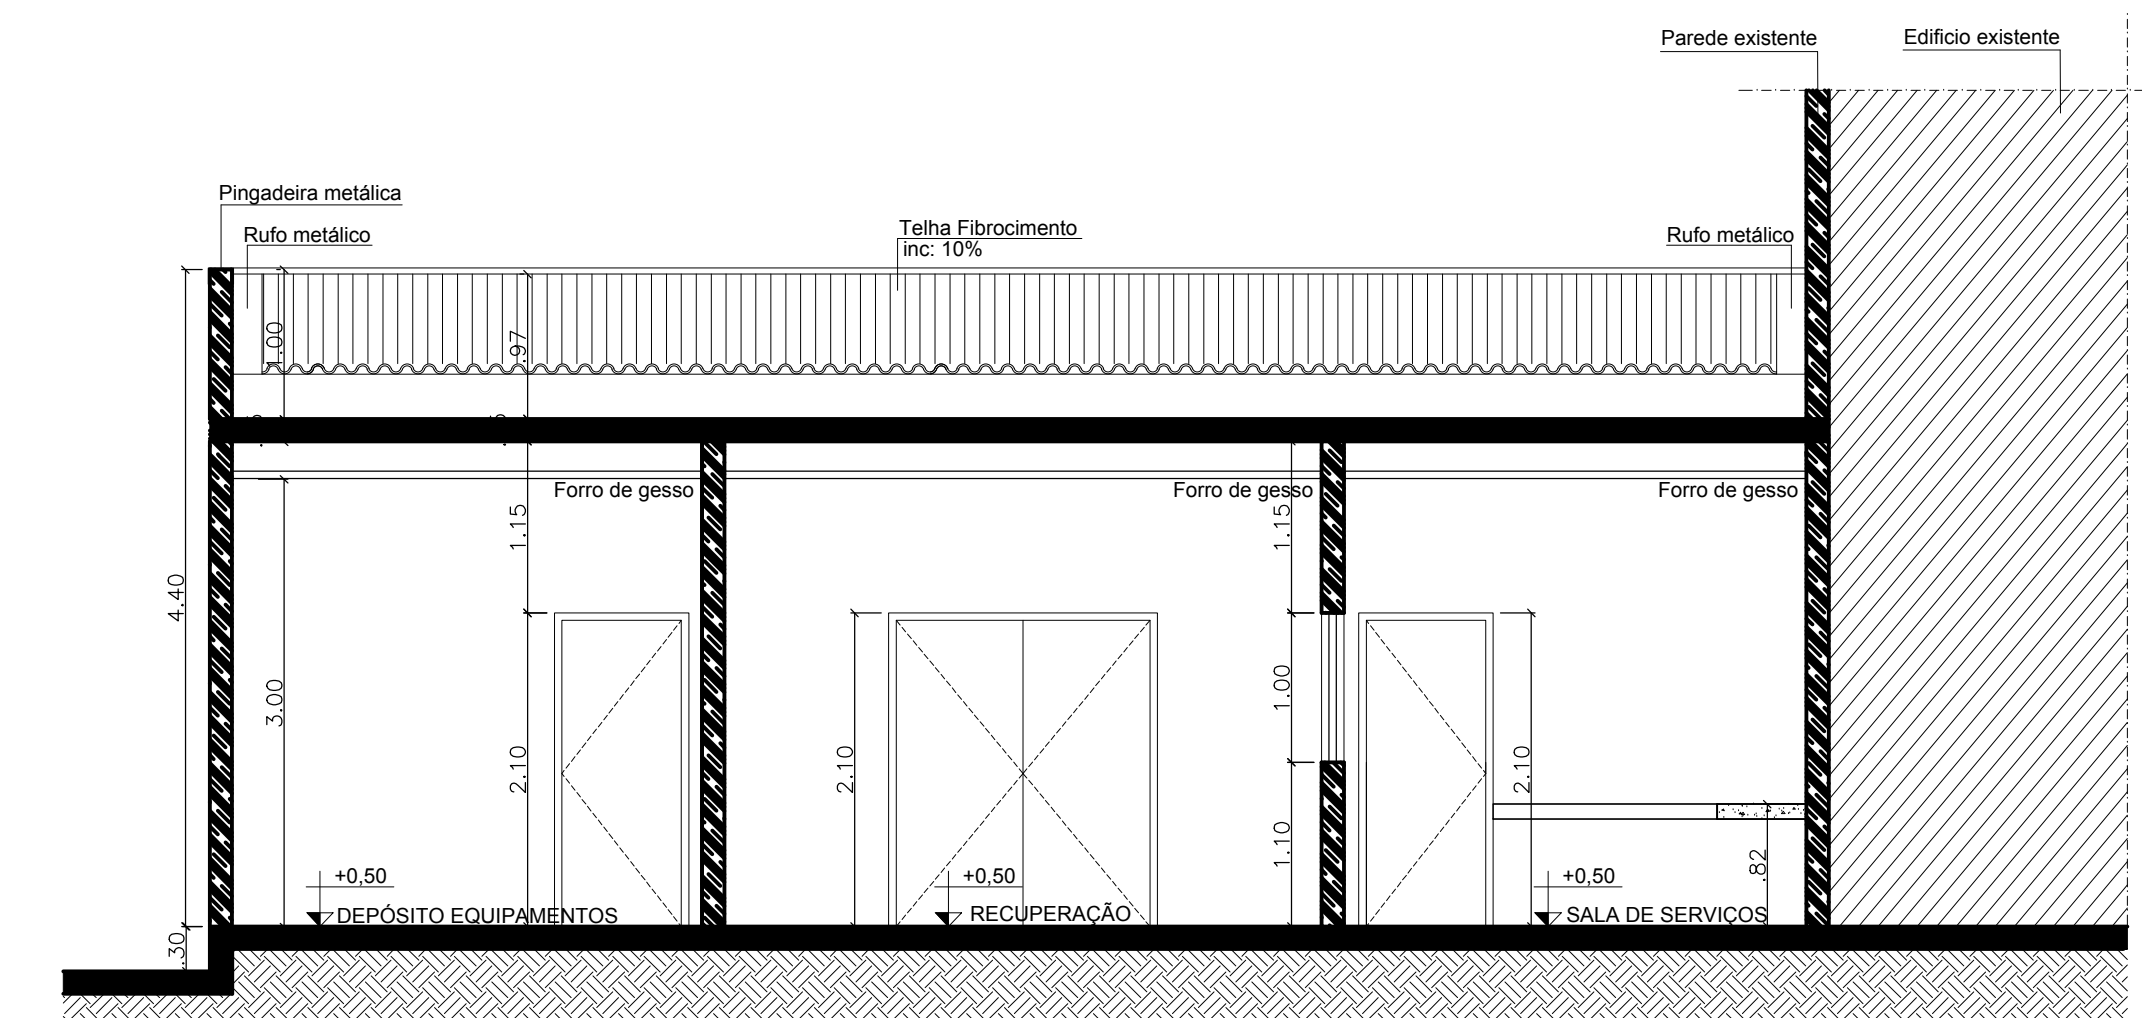 Parede existente
Edificio existente
Pingadeira metálica
Rufo metálico
Telha Fibrocimento
inc: 10%
Rufo metálico
1.00
.97
Forro de gesso
Forro de gesso
Forro de gesso
1.15
1.15
4.40
3.00
2.10
2.10
1.00
2.10
1.10
.82
+0,50
+0,50
+0,50
DEPÓSITO EQUIPAMENTOS
RECUPERAÇÃO
SALA DE SERVIÇOS
.30